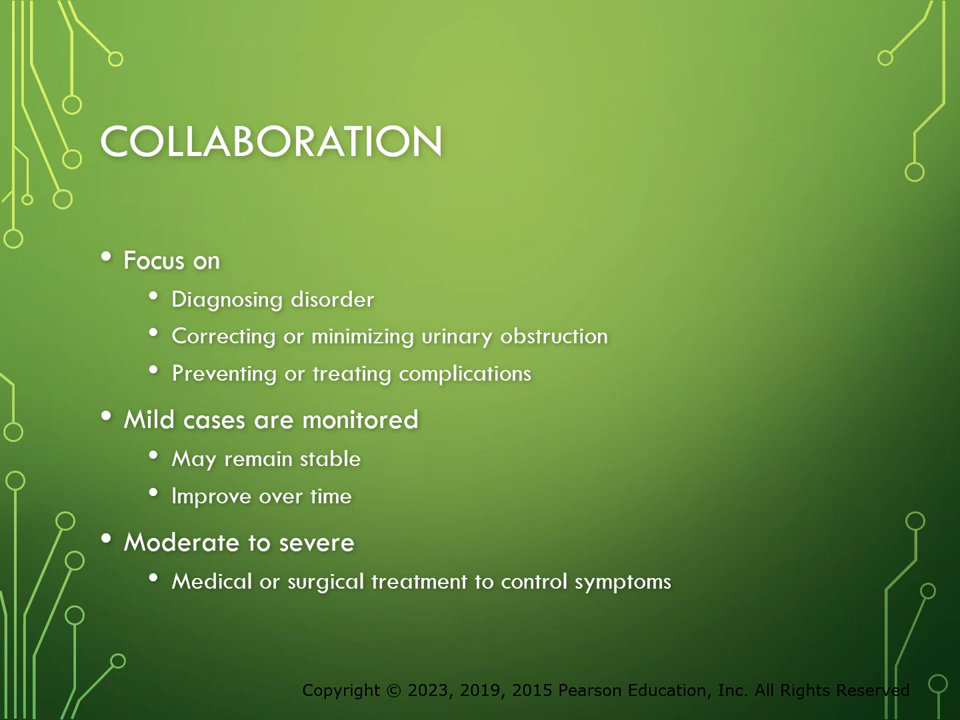 COLLABORATION
• Focus on
• Diagnosing disorder
• Correcting or minimizing urinary obstruction
• Preventing or treating complications
• Mild cases are monitored
• May remain stable
• Improve over time
• Moderate to severe
• Medical or surgical treatment to control symptoms
Copyright © 2023, 2019, 2015 Pearson Education, Inc. All Rights Reserved